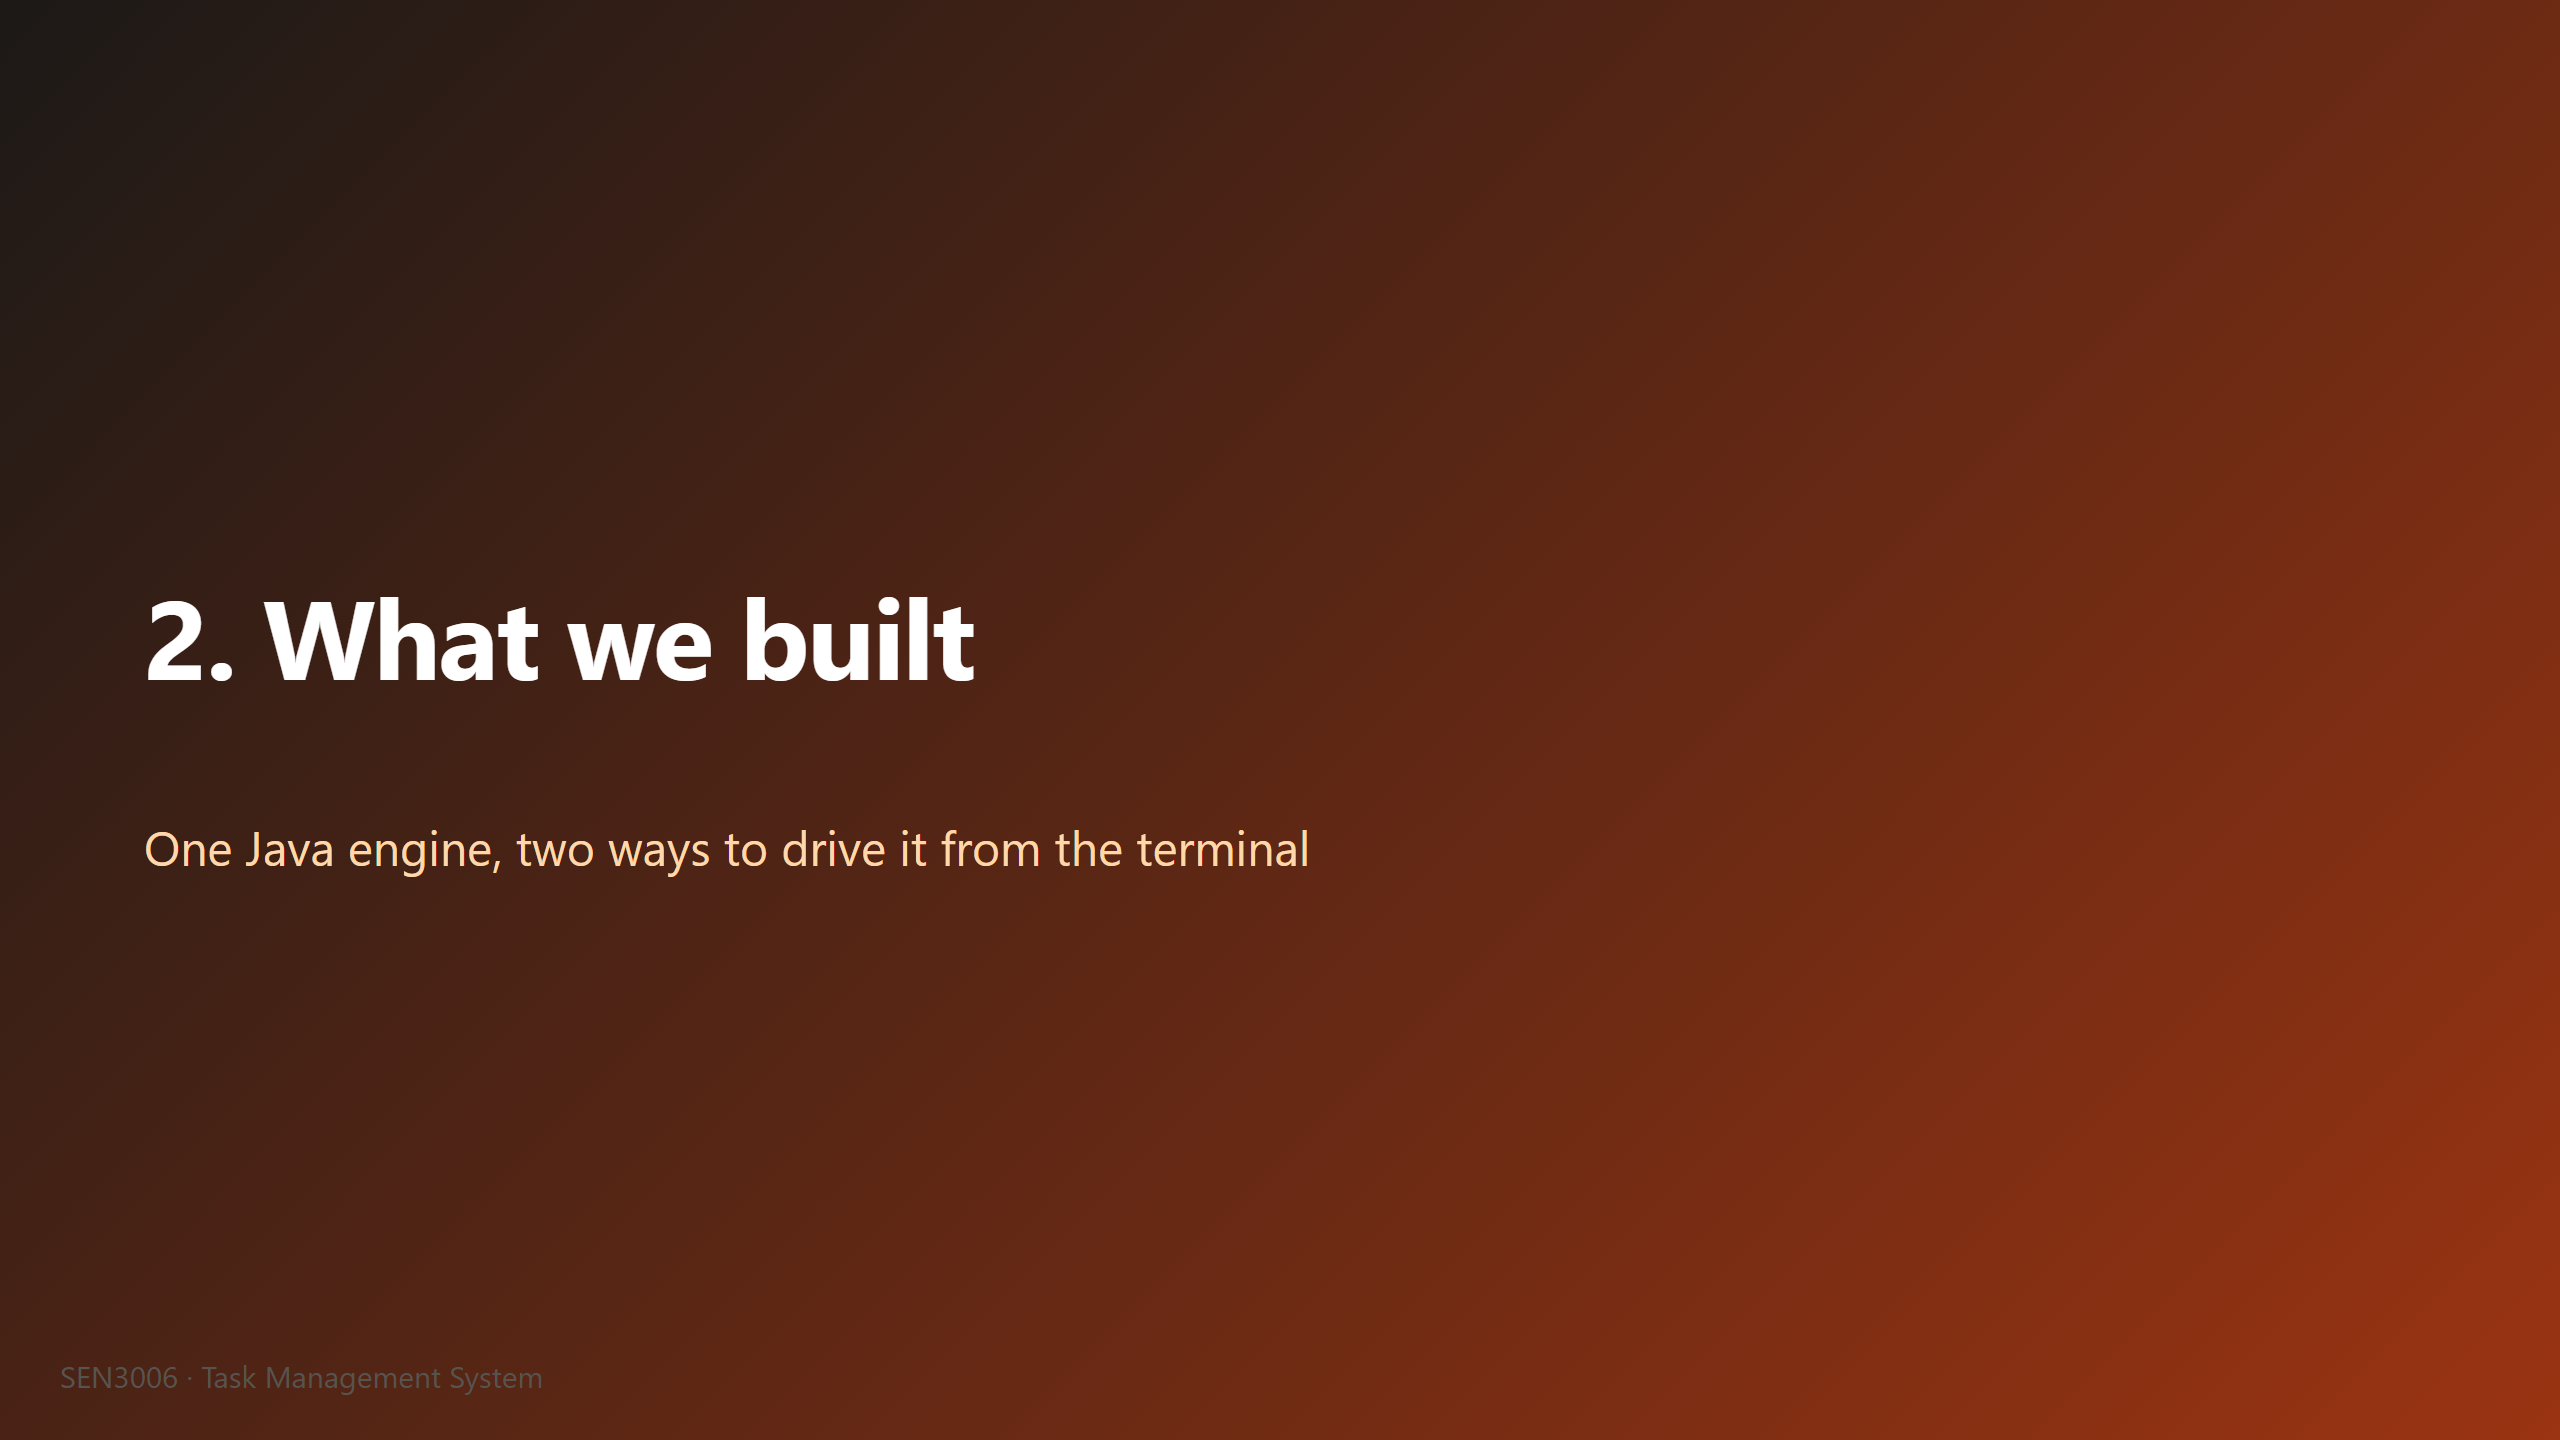 2. What we built
One Java engine, two ways to drive it from the terminal
SEN3006 · Task Management System